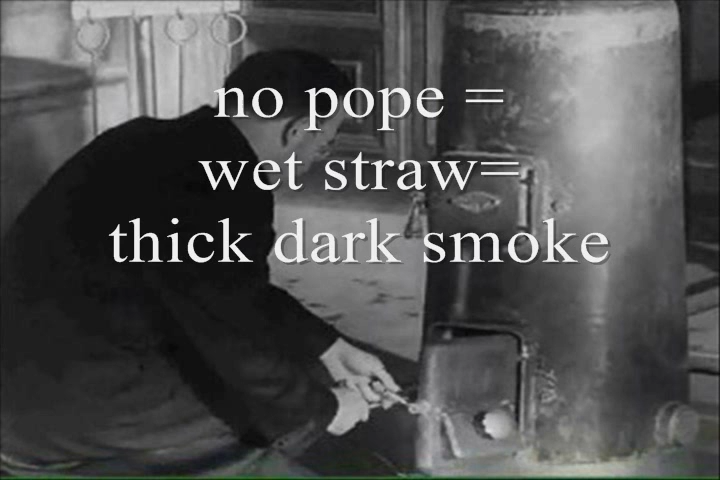 no pope =
wet straw=
thick dark smoke